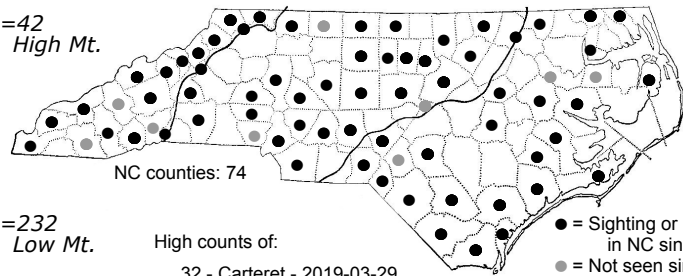 =42
High Mt.
NC counties: 74
=232
Low Mt.
High counts of:
32 - Carteret - 2019-03-29
= Sighting or
in NC sin
= Not seen si